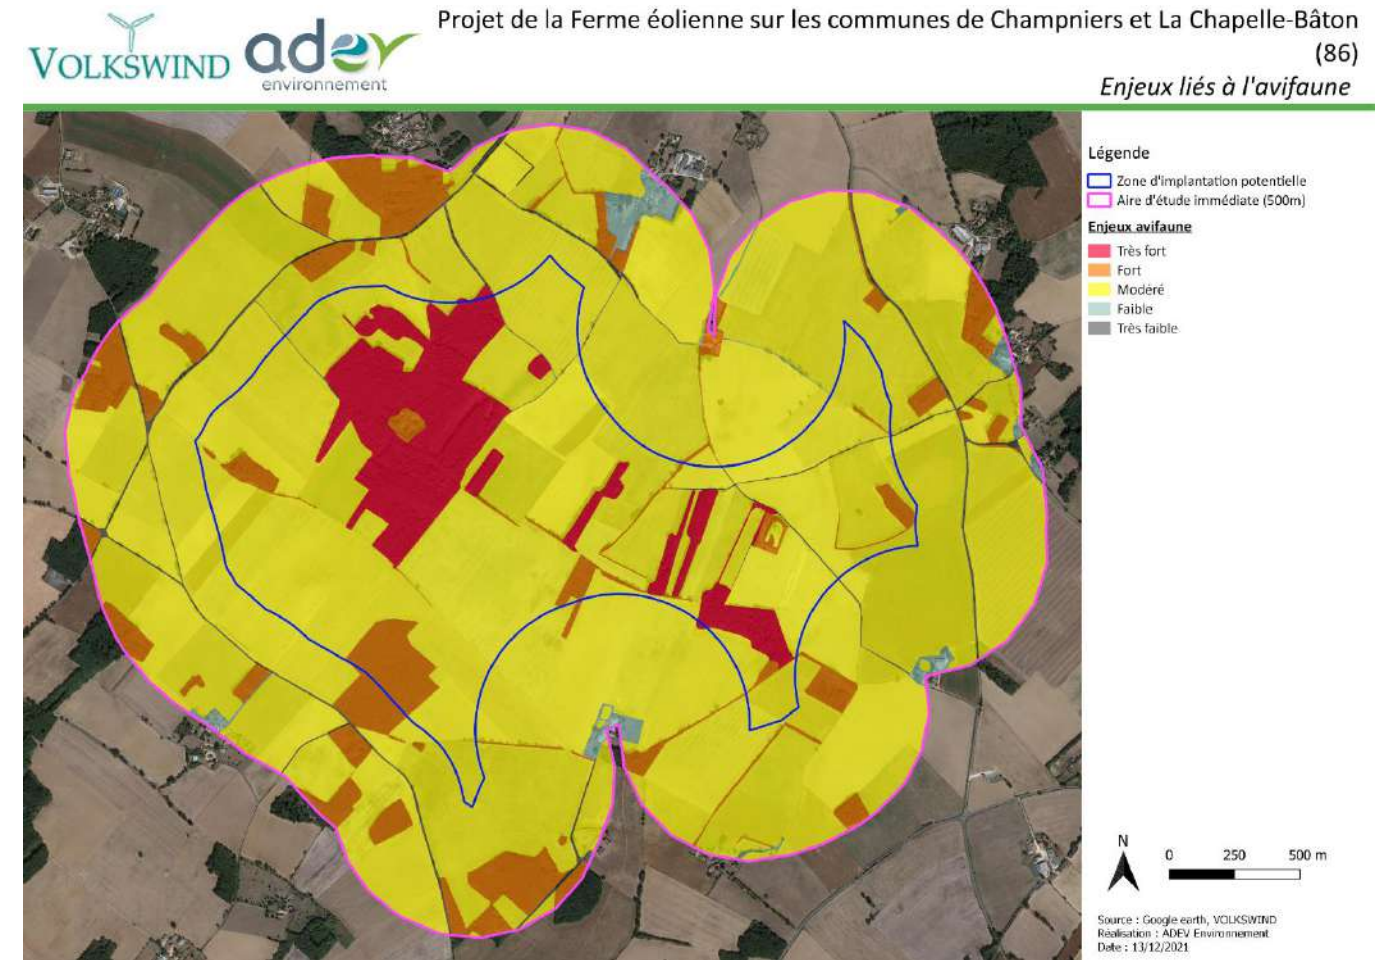 VOLKSWIND
adev
environnement
Projet de la Ferme éolienne sur les communes de Champniers et La Chapelle-Bâton
(86)
Enjeux liés à l'avifaune
Légende
Zone d'implantation potentielle
Aire d'étude immédiate (500m)
Enjeux avifaune
Très fort
Fort
Modéré
Faible
Très faible
N
0 250 500 m
Source : Google earth, VOLKSWIND
Réalisation : ADEV Environnement
Date : 13/12/2021